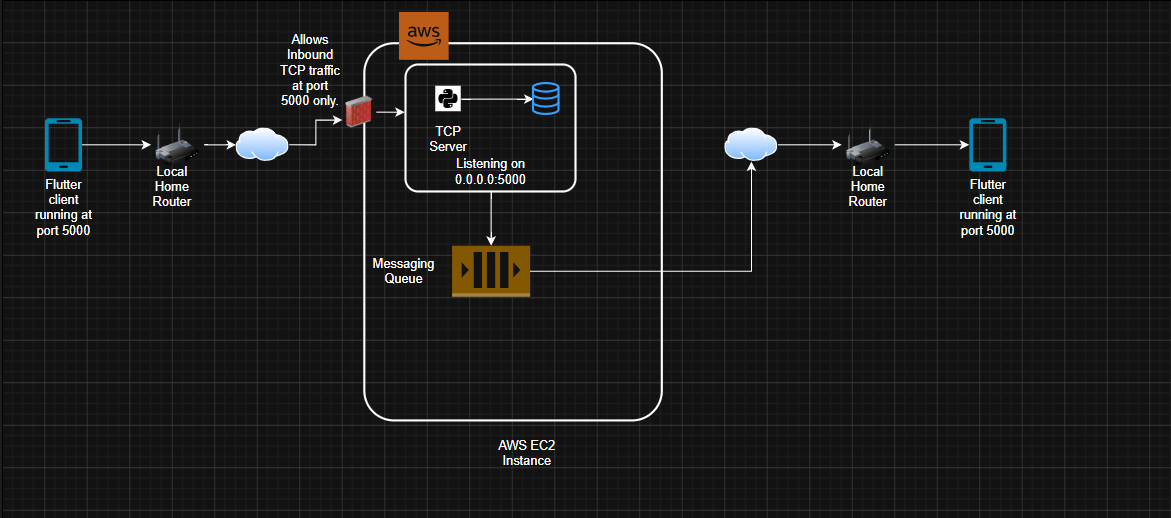 aws
Allows
Inbound
TCP traffic
at port
5000 only.
TCP
Server
Listening on
0.0.0.0:5000
Local
Home
Router
Flutter
client
running at
port 5000
Local
Home
Router
Flutter
client
running at
port 5000
Messaging
Queue
AWS EC2
Instance